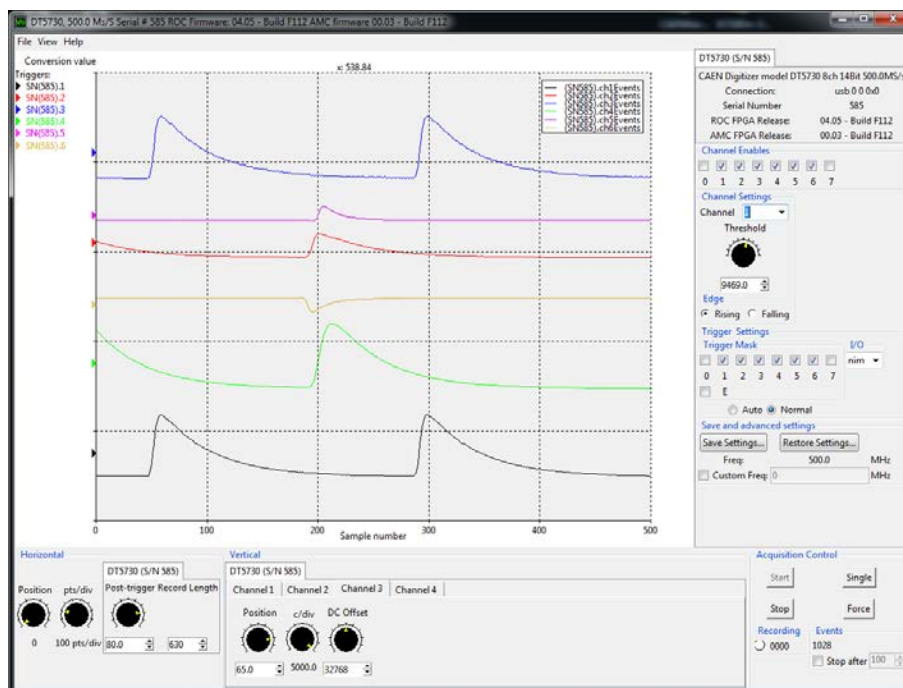 DT5730, 500.0 Ms/S Serial # 585 ROC Firmware: 04.05 - Build F112 AMC firmware 00.03 - Build F112
File View Help
Conversion value
x: 538.84
Triggers:
SN(585).1
SN(585).2
SN(585).3
SN(585).4
SN(585).5
SN(585).6
(SN585).ch1Events
(SN585).ch2Events
(SN585).ch3Events
(SN585).ch4Events
(SN585).ch5Events
(SN585).ch6Events
0 100 200 300 400 500
Sample number
DT5730 (S/N 585)
CAEN Digitizer model DT5730 8ch 14Bit 500.0MS/s
Connection: usb 0 0 0x0
Serial Number 585
ROC FPGA Release: 04.05 - Build F112
AMC FPGA Release: 00.03 - Build F112
Channel Enables
0 1 2 3 4 5 6 7
Channel Settings
Channel
Threshold
9469.0
Edge
Rising Falling
Trigger Settings
Trigger Mask I/O
nim
0 1 2 3 4 5 6 7
E
Auto Normal
Save and advanced settings
Save Settings... Restore Settings...
Freq: 500.0 MHz
Custom Freq: 0 MHz
Horizontal
DT5730 (S/N 585)
Position pts/div Post-trigger Record Length
0 100 pts/div 80.0 630
Vertical
DT5730 (S/N 585)
Channel 1 Channel 2 Channel 3 Channel 4
Position c/div DC Offset
65.0 5000.0 32768
Acquisition Control
Start Single
Stop Force
Recording Events
0000 1028
Stop after 100